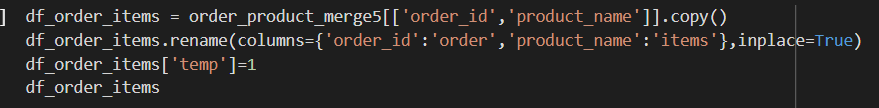 ] df_order_items = order_product_merge5[['order_id','product_name']].copy()
df_order_items.rename(columns={'order_id':'order','product_name':'items'},inplace=True)
df_order_items['temp']=1
df_order_items